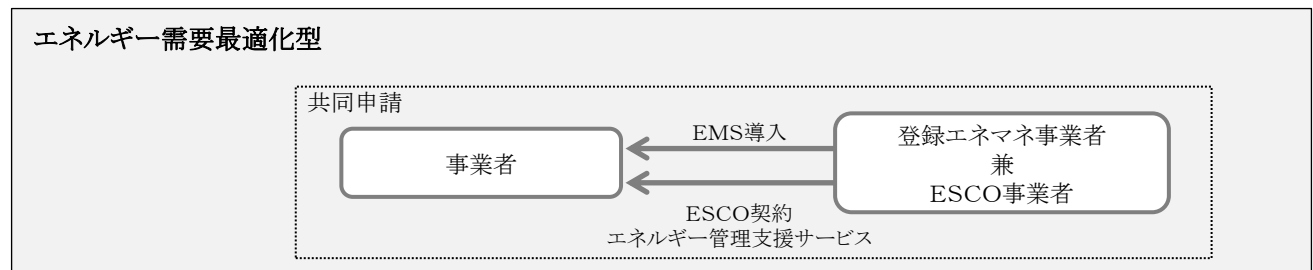 エネルギー需要最適化型
共同申請
事業者
EMS導入
登録エネマネ事業者
兼
ESCO事業者
ESCO契約
エネルギー管理支援サービス